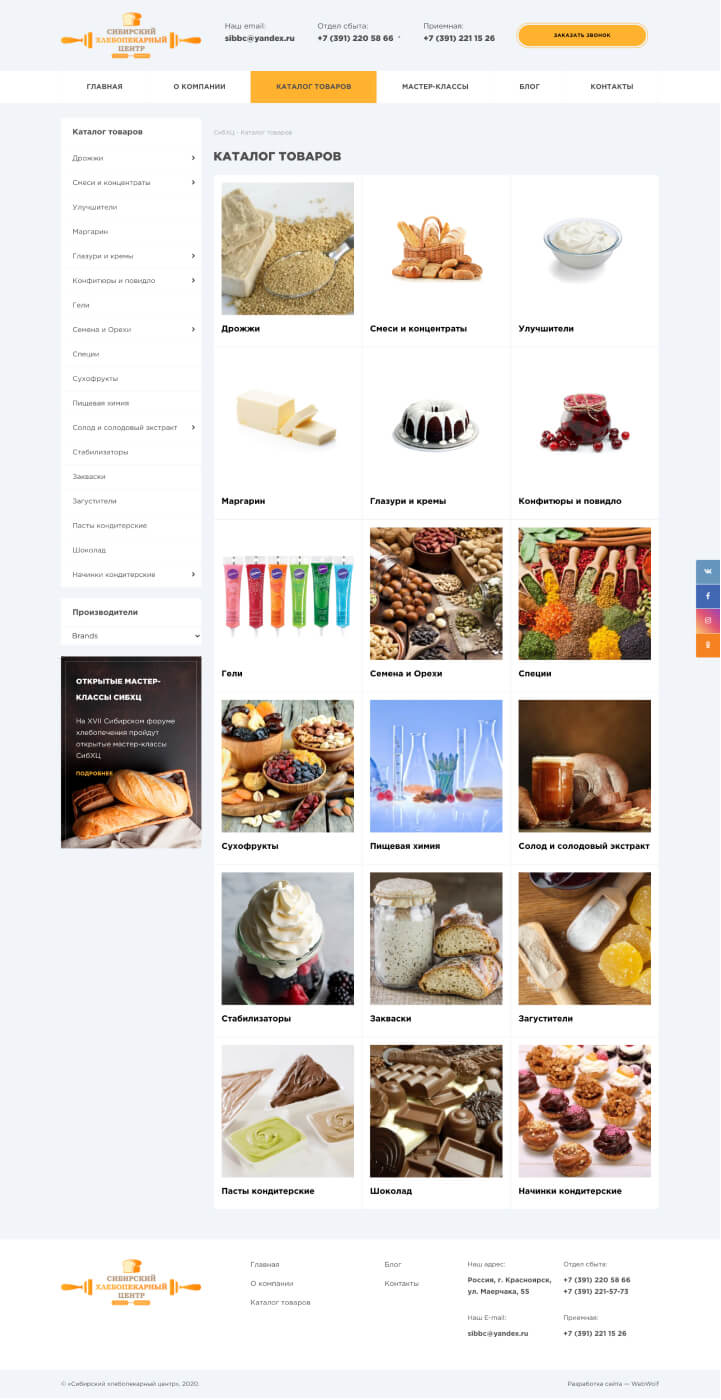 СИБИРСКИЙ
ХЛЕБОПЕКАРНЫЙ
ЦЕНТР
Наш email:
sibbc@yandex.ru
Отдел сбыта:
+7 (391) 220 58 66
Приемная:
+7 (391) 221 15 26
ЗАКАЗАТЬ ЗВОНОК
ГЛАВНАЯ
О КОМПАНИИ
КАТАЛОГ ТОВАРОВ
МАСТЕР-КЛАССЫ
БЛОГ
КОНТАКТЫ
Каталог товаров
Дрожжи
Смеси и концентраты
Улучшители
Маргарин
Глазури и кремы
Конфитюры и повидло
Гели
Семена и Орехи
Специи
Сухофрукты
Пищевая химия
Солод и солодовый экстракт
Стабилизаторы
Закваски
Загустители
Пасты кондитерские
Шоколад
Начинки кондитерские
Производители
Brands
ОТКРЫТЫЕ МАСТЕР-
КЛАССЫ СИБХЦ
На XVII Сибирском форуме
хлебопечения пройдут
открытые мастер-классы
СибХЦ
ПОДРОБНЕЕ
СибХЦ - Каталог товаров
КАТАЛОГ ТОВАРОВ
Дрожжи
Смеси и концентраты
Улучшители
Маргарин
Глазури и кремы
Конфитюры и повидло
Гели
Семена и Орехи
Специи
Сухофрукты
Пищевая химия
Солод и солодовый экстракт
Стабилизаторы
Закваски
Загустители
Пасты кондитерские
Шоколад
Начинки кондитерские
СИБИРСКИЙ
ХЛЕБОПЕКАРНЫЙ
ЦЕНТР
Главная
О компании
Каталог товаров
Блог
Контакты
Наш адрес:
Россия, г. Красноярск,
ул. Маерчака, 55
Наш E-mail:
sibbc@yandex.ru
Отдел сбыта:
+7 (391) 220 58 66
+7 (391) 221-57-73
Приемная:
+7 (391) 221 15 26
© «Сибирский хлебопекарный центр», 2020.
Разработка сайта — WebWolf